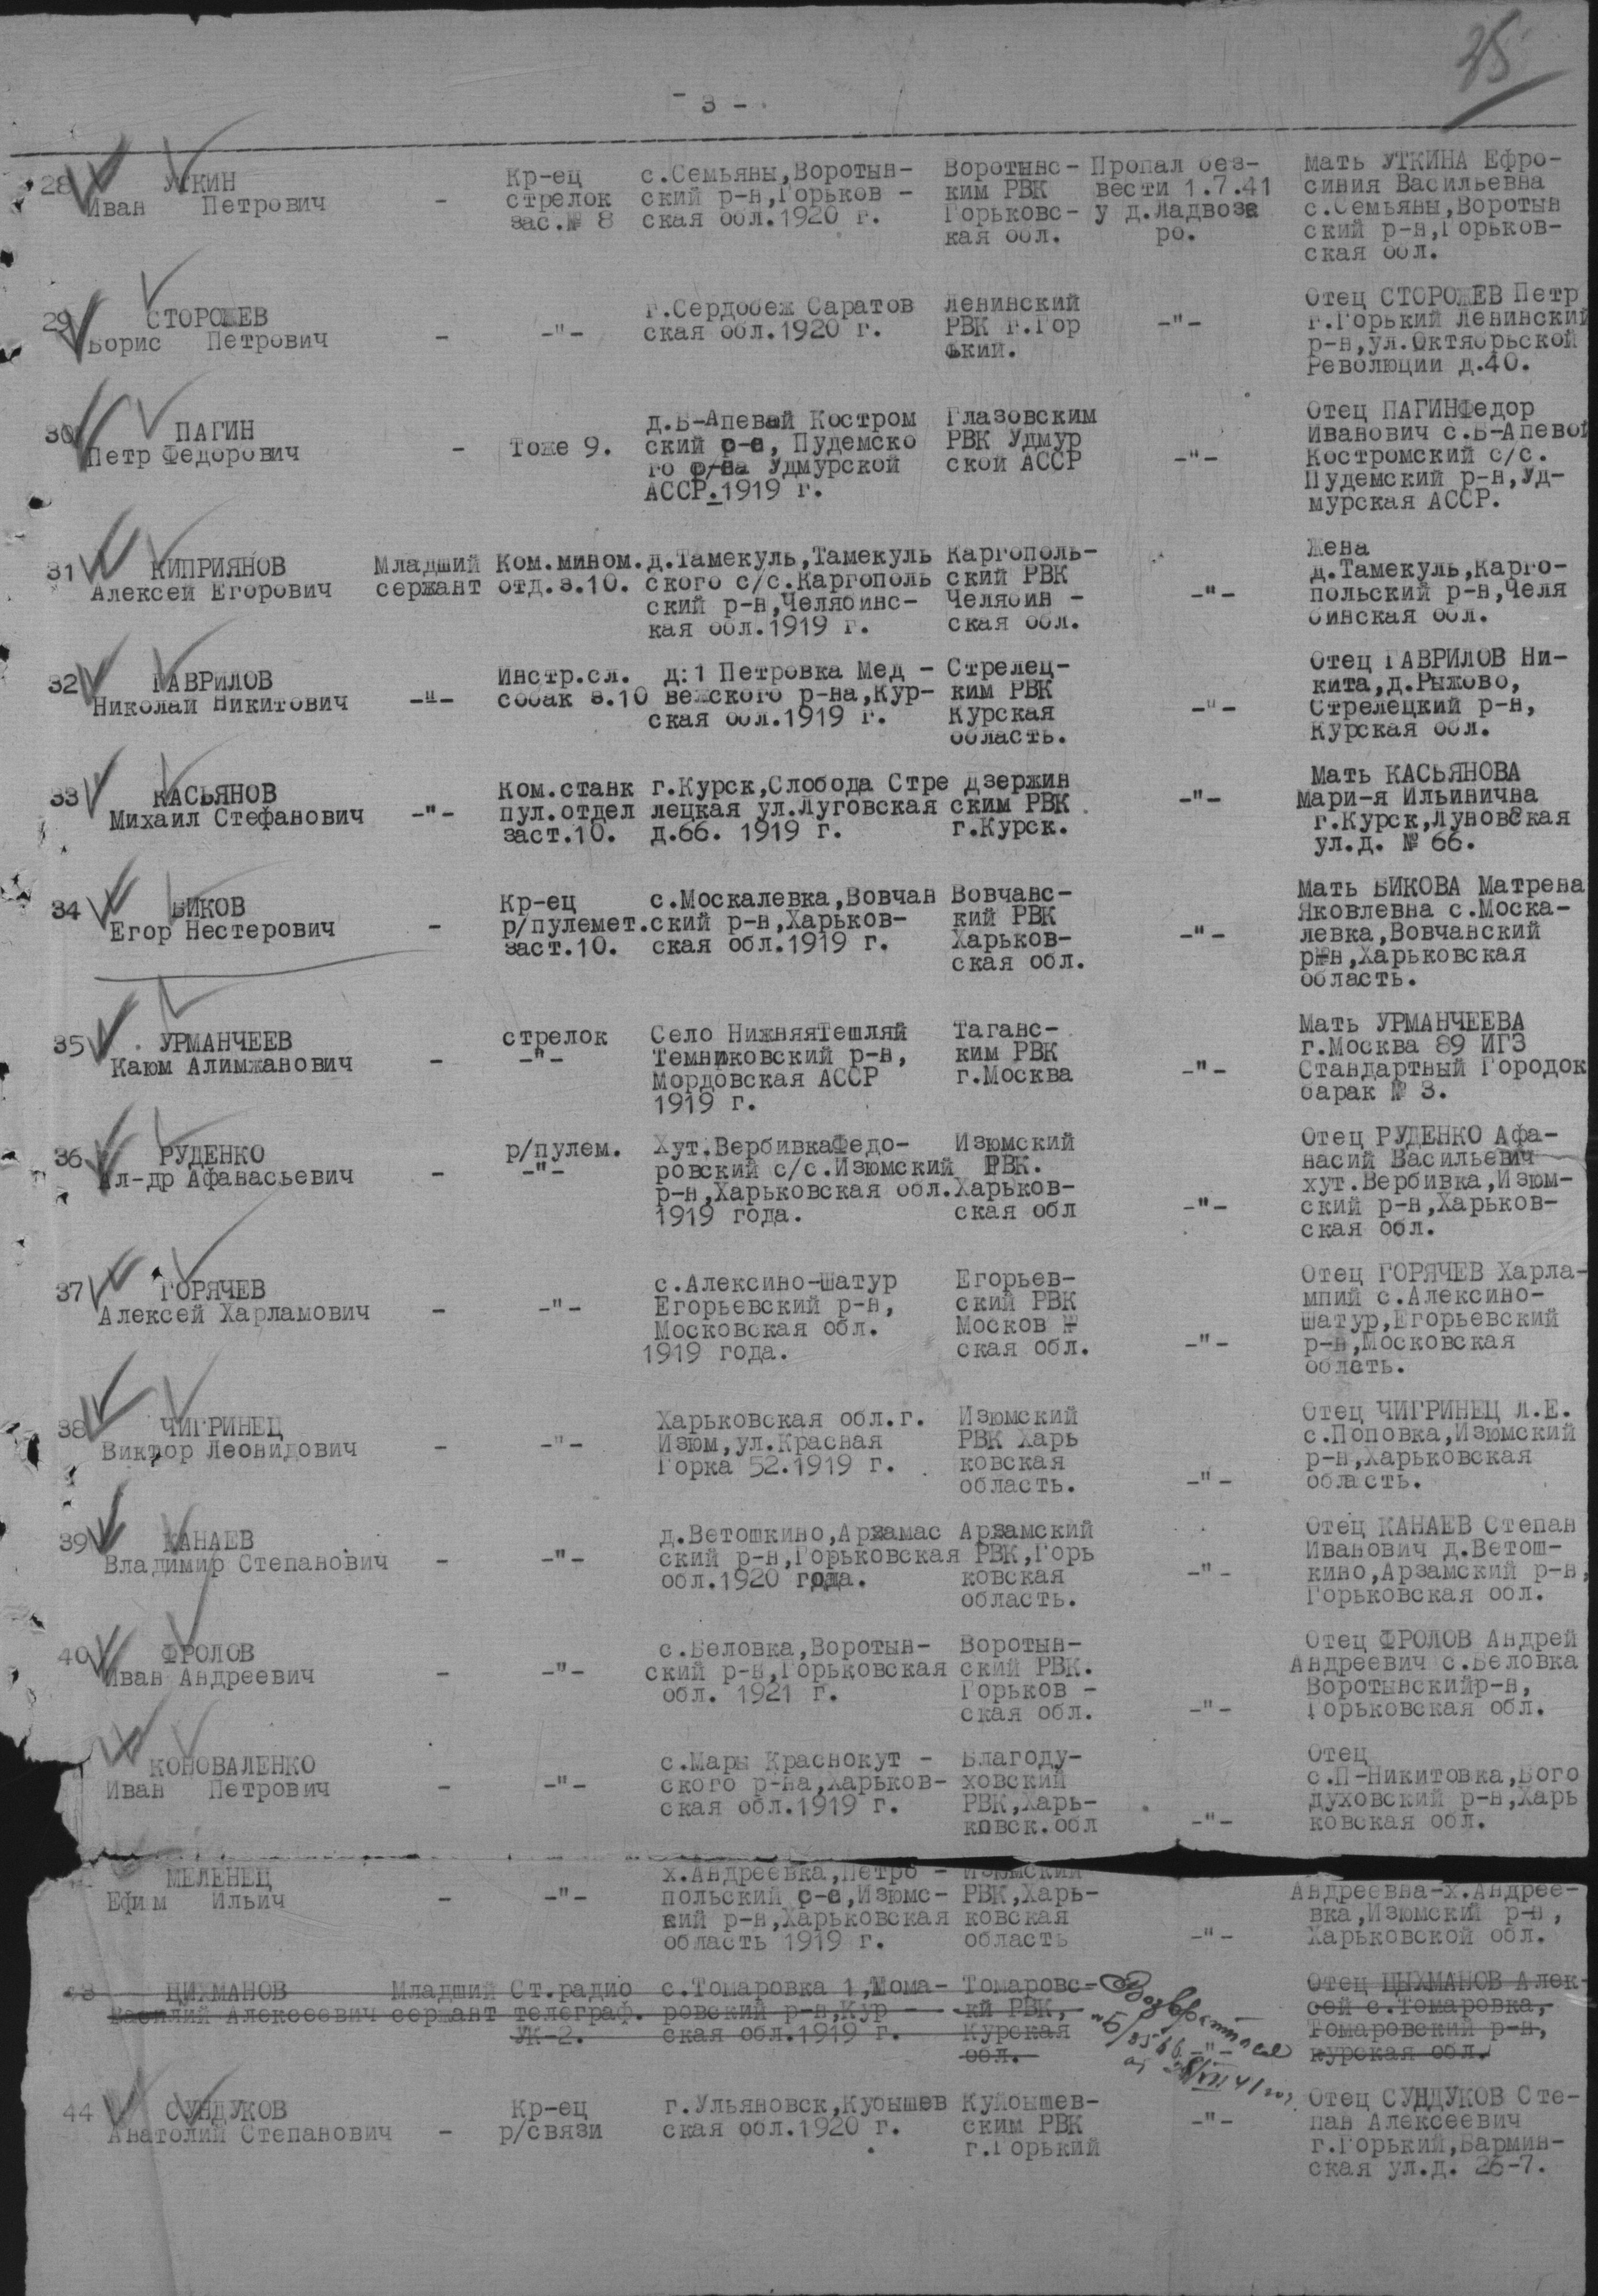 25
- 3 -
28 УТКИН
Иван Петрович
-
Кр-ец
стрелок
зас.№ 8
с.Семьяны,Воротын-
ский р-н,Горьков -
ская обл.1920 г.
Воротынс-
ким РВК
Горьковс-
кая обл.
Пропал без-
вести 1.7.41
у д.Ладвозе
ро.
Мать УТКИНА Ефро-
синия Васильевна
с.Семьяны,Воротын
ский р-н,Горьков-
ская обл.
29 СТОРОЖЕВ
Борис Петрович
-
-"-
г.Сердобеж Саратов
ская обл.1920 г.
Ленинский
РВК г.Гор
ький.
-"-
Отец СТОРОЖЕВ Петр
г.Горький Ленинский
р-н,ул.Октябрьской
Революции д.40.
30 ПАГИН
Петр Федорович
-
Тоже 9.
д.Б-Апевай Костром
ский с-с, Пудемско
го р/на Удмурской
АССР.1919 г.
Глазовским
РВК Удмур
ской АССР
-"-
Отец ПАГИНФедор
Иванович с.Б-Апевой
Костромский с/с.
Пудемский р-н,Уд-
мурская АССР.
31 КИПРИЯНОВ
Алексей Егорович
Младший
сержант
Ком.мином.
отд.з.10.
д.Тамекуль,Тамекуль
ского с/с.Каргополь
ский р-н,Челябинс-
кая обл.1919 г.
Каргополь-
ский РВК
Челябин -
ская обл.
-"-
Жена
д.Тамекуль,Карго-
польский р-н,Челя
бинская обл.
32 ГАВРИЛОВ
Николай Никитович
-"-
Инстр.сл.
собак з.10
д:1 Петровка Мед -
вежского р-на,Кур-
ская обл.1919 г.
Стрелец-
ким РВК
Курская
область.
-"-
Отец ГАВРИЛОВ Ни-
кита,д.Рыжово,
Стрелецкий р-н,
Курская обл.
33 КАСЬЯНОВ
Михаил Стефанович
-"-
Ком.станк
пул.отдел
заст.10.
г.Курск,Слобода Стре
лецкая ул.Луговская
д.66. 1919 г.
Дзержин
ским РВК
г.Курск.
-"-
Мать КАСЬЯНОВА
Мари-я Ильинична
г.Курск,Луновская
ул.д. № 66.
34 БИКОВ
Егор Нестерович
-
Кр-ец
р/пулемет.
заст.10.
с.Москалевка,Вовчан
ский р-н,Харьков-
ская обл.1919 г.
Вовчанс-
кий РВК
Харьков-
ская обл.
-"-
Мать БИКОВА Матрена
Яковлевна с.Моска-
левка,Вовчанский
р-н,Харьковская
область.
35 УРМАНЧЕЕВ
Каюм Алимжанович
-
стрелок
-"-
Село НижняяТешляй
Темниковский р-н,
Мордовская АССР
1919 г.
Таганс-
ким РВК
г.Москва
-"-
Мать УРМАНЧЕЕВА
г.Москва 89 ИГЗ
Стандартный Городок
барак № 3.
36 РУДЕНКО
Ал-др Афанасьевич
-
р/пулем.
-"-
Хут.ВербивкаФедо-
ровский с/с.Изюмский
р-н,Харьковская обл.
1919 года.
Изюмский
РВК.
Харьков-
ская обл
-"-
Отец РУДЕНКО Афа-
насий Васильевич
хут.Вербивка,Изюм-
ский р-н,Харьков-
ская обл.
37 ГОРЯЧЕВ
Алексей Харламович
-
-"-
с.Алексино-Шатур
Егорьевский р-н,
Московская обл.
1919 года.
Егорьев-
ский РВК
Москов №
ская обл.
-"-
Отец ГОРЯЧЕВ Харла-
мпий с.Алексино-
Шатур,Егорьевский
р-н,Московская
область.
38 ЧИГРИНЕЦ
Виктор Леонидович
-
-"-
Харьковская обл.г.
Изюм,ул.Красная
Горка 52.1919 г.
Изюмский
РВК Харь
ковская
область.
-"-
Отец ЧИГРИНЕЦ Л.Е.
с.Поповка,Изюмский
р-н,Харьковская
область.
39 КАНАЕВ
Владимир Степанович
-
-"-
д.Ветошкино,Арзамас
ский р-н,Горьковская
обл.1920 года.
Арзамский
РВК,Горь
ковская
область.
-"-
Отец КАНАЕВ Степан
Иванович д.Ветош-
кино,Арзамский р-н,
Горьковская обл.
40 ФРОЛОВ
Иван Андреевич
-
-"-
с.Беловка,Воротын-
ский р-н,Горьковская
обл. 1921 г.
Воротын-
ский РВК.
Горьков -
ская обл.
-"-
Отец ФРОЛОВ Андрей
Андреевич с.Беловка
Воротынскийр-н,
Горьковская обл.
КОНОВАЛЕНКО
Иван Петрович
-
-"-
с.Мары Краснокут -
ского р-на,Харьков-
ская обл.1919 г.
Благоду-
ховский
РВК,Харь-
ковск.обл
-"-
Отец
с.П-Никитовка,Бого
духовский р-н,Харь
ковская обл.
МЕЛЕНЕЦ
Ефим Ильич
-
-"-
х.Андреевка,Петро -
польский с-с,Изюмс-
кий р-н,Харьковская
область 1919 г.
Изюмский
РВК,Харь-
ковская
область
-"-
Андреевна-х.Андрее-
вка,Изюмский р-н,
Харьковской обл.
43 ЦИХМАНОВ
Василий Алексеевич
Младший
сержант
Ст.радио
телеграф.
УК-2.
с.Томаровка 1,Тома-
ровский р-н,Кур -
ская обл.1919 г.
Томаровс-
кй РВК,
Курская
обл.
Возвратился
-"-
Отец ЦЫХМАНОВ Алек-
сей с.Томаровка,
Томаровский р-н,
курская обл.
44 СУНДУКОВ
Анатолий Степанович
-
Кр-ец
р/связи
г.Ульяновск,Кубышев
ская обл.1920 г.
Куйбышев-
ским РВК
г.Горький
-"-
Отец СУНДУКОВ Сте-
пан Алексеевич
г.Горький,Бармин-
ская ул.д. 26-7.